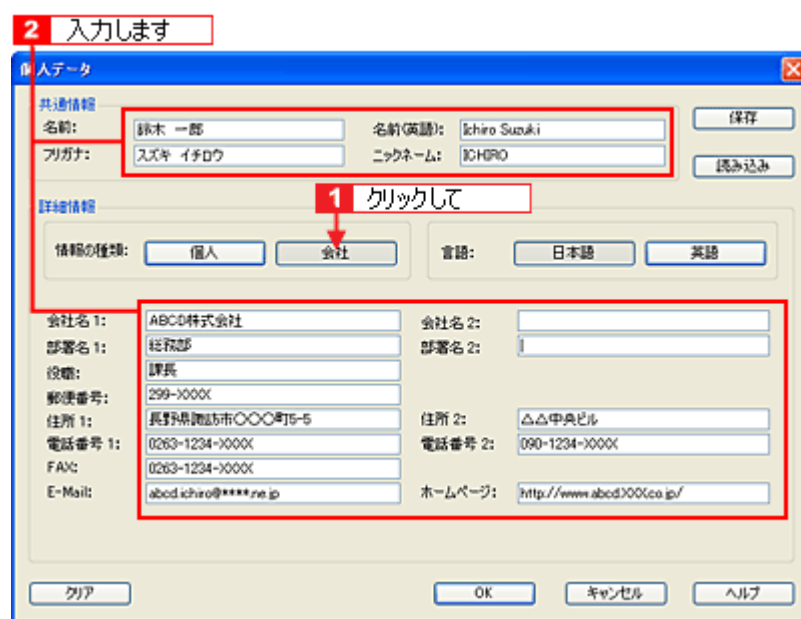 2 入力します
個人データ
共通情報
名前: 鈴木 一郎 名前(英語): Ichiro Suzuki 保存
フリガナ: スズキ イチロウ ニックネーム: ICHIRO 読み込み
1 クリックして
詳細情報
情報の種類: 個人 会社 言語: 日本語 英語
会社名 1: ABCD株式会社 会社名 2:
部署名 1: 総務部 部署名 2:
役職: 課長
郵便番号: 299-XXXX
住所 1: 長野県諏訪市〇〇〇町5-5 住所 2: △△中央ビル
電話番号 1: 0263-1234-XXXX 電話番号 2: 090-1234-XXXX
FAX: 0263-1234-XXXX
E-Mail: abcd.ichiro@****.ne.jp ホームページ: http://www.abcd.XXX.co.jp/
クリア OK キャンセル ヘルプ